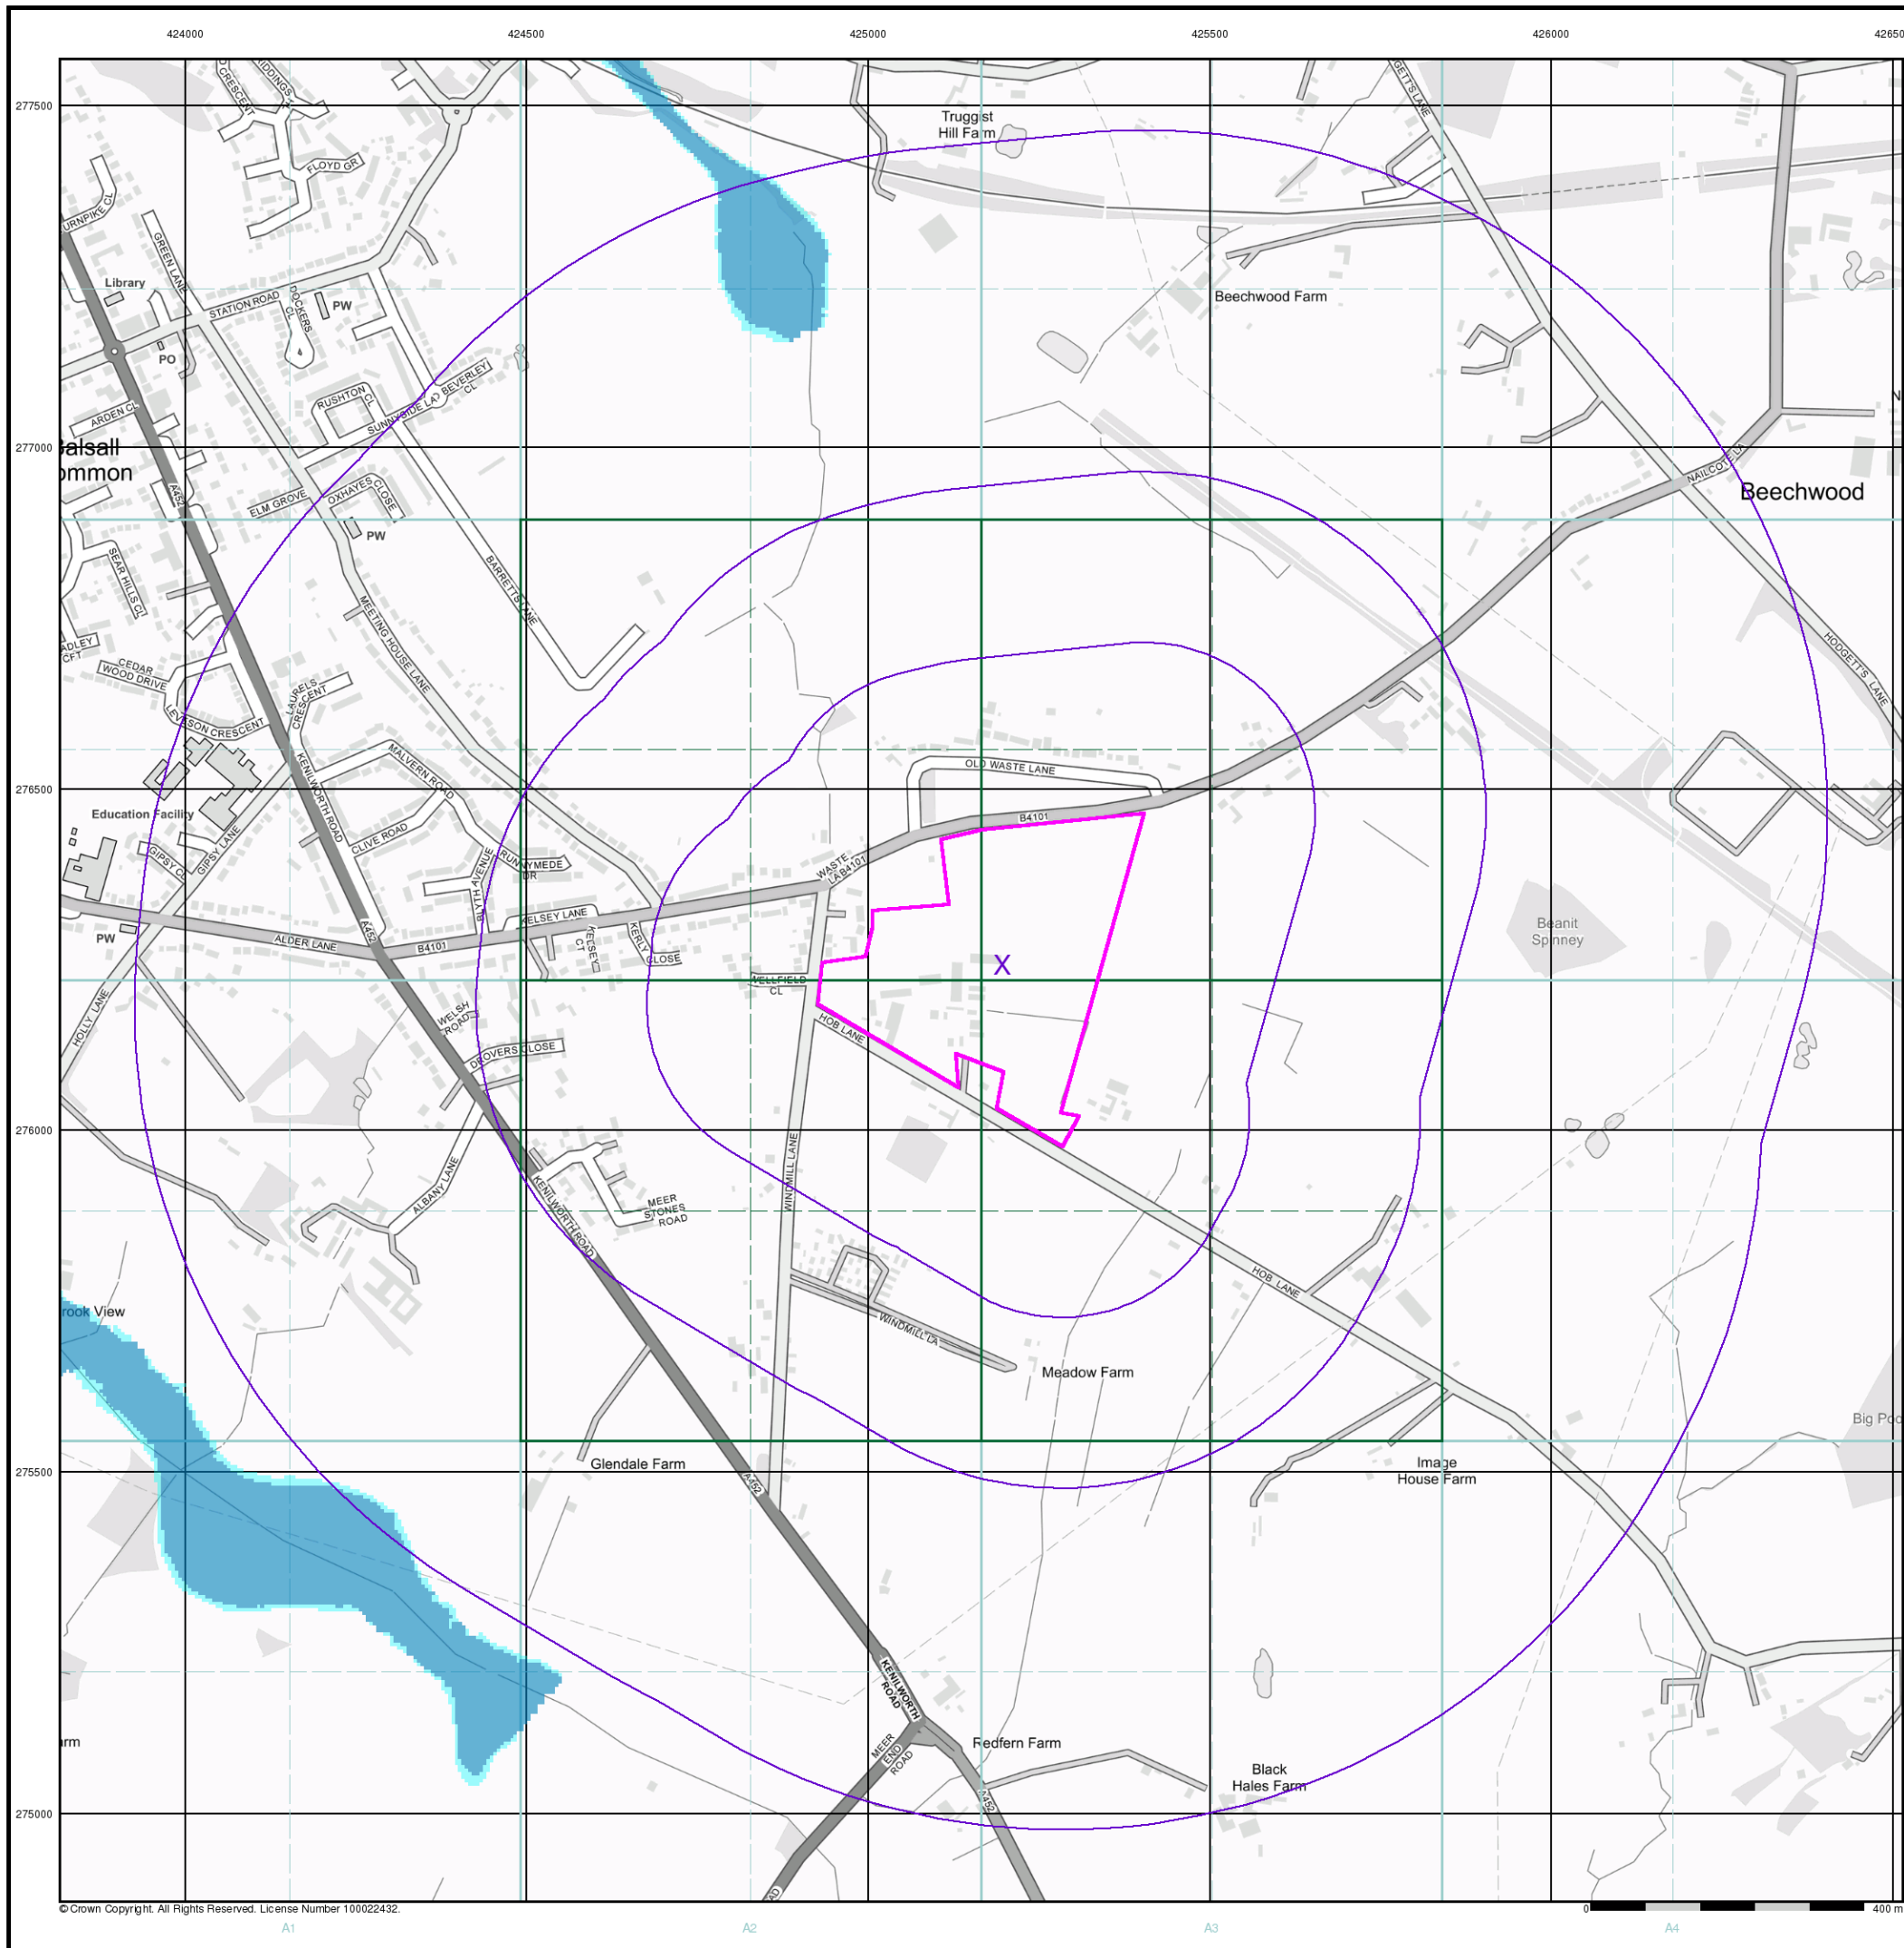 424000
424500
425000
425500
426000
277500
277000
276500
276000
275500
275000
RIDDINGS
CRESCENT
FLOYD GR
GREEN LANE
Library
STATION ROAD
DOCKERS
CL
PW
PO
ARDEN CL
RUSHTON
CL
SUNNYSIDE LA
BEVERLEY
CL
A452
ELM GROVE
OXHAYES
CLOSE
PW
SEAR HILLS CL
BARRETTS LANE
MEETING HOUSE LANE
CEDAR
WOOD DRIVE
LAURELS
CRESCENT
LEVESON CRESCENT
KENILWORTH ROAD
MALVERN ROAD
Education Facility
GIPSY CL
GIPSY LANE
CLIVE ROAD
RUNNYMEDE
DR
BLYTH AVENUE
PW
ALDER LANE
A452
B4101
KELSEY LANE
KELSEY
CT
KERLY
CLOSE
WASTE
LA B4101
OLD WASTE LANE
B4101
WELLFIELD
CL
X
HOB LANE
HOLLY LANE
WELSH
ROAD
DROVERS CLOSE
ALBANY LANE
KENILWORTH ROAD
MEER
STONES
ROAD
WINDMILL LANE
WINDMILL LA
Meadow Farm
HOB LANE
Glendale Farm
A452
Image
House Farm
KENILWORTH
ROAD
MEER
END
ROAD
Redfern Farm
A452
Black
Hales Farm
Truggist
Hill Farm
Beechwood Farm
NAILCOTE LA
Beechwood
HODGETT'S LANE
Beanit
Spinney
© Crown Copyright. All Rights Reserved. License Number 100022432.
0
400 m
A1
A2
A3
A4